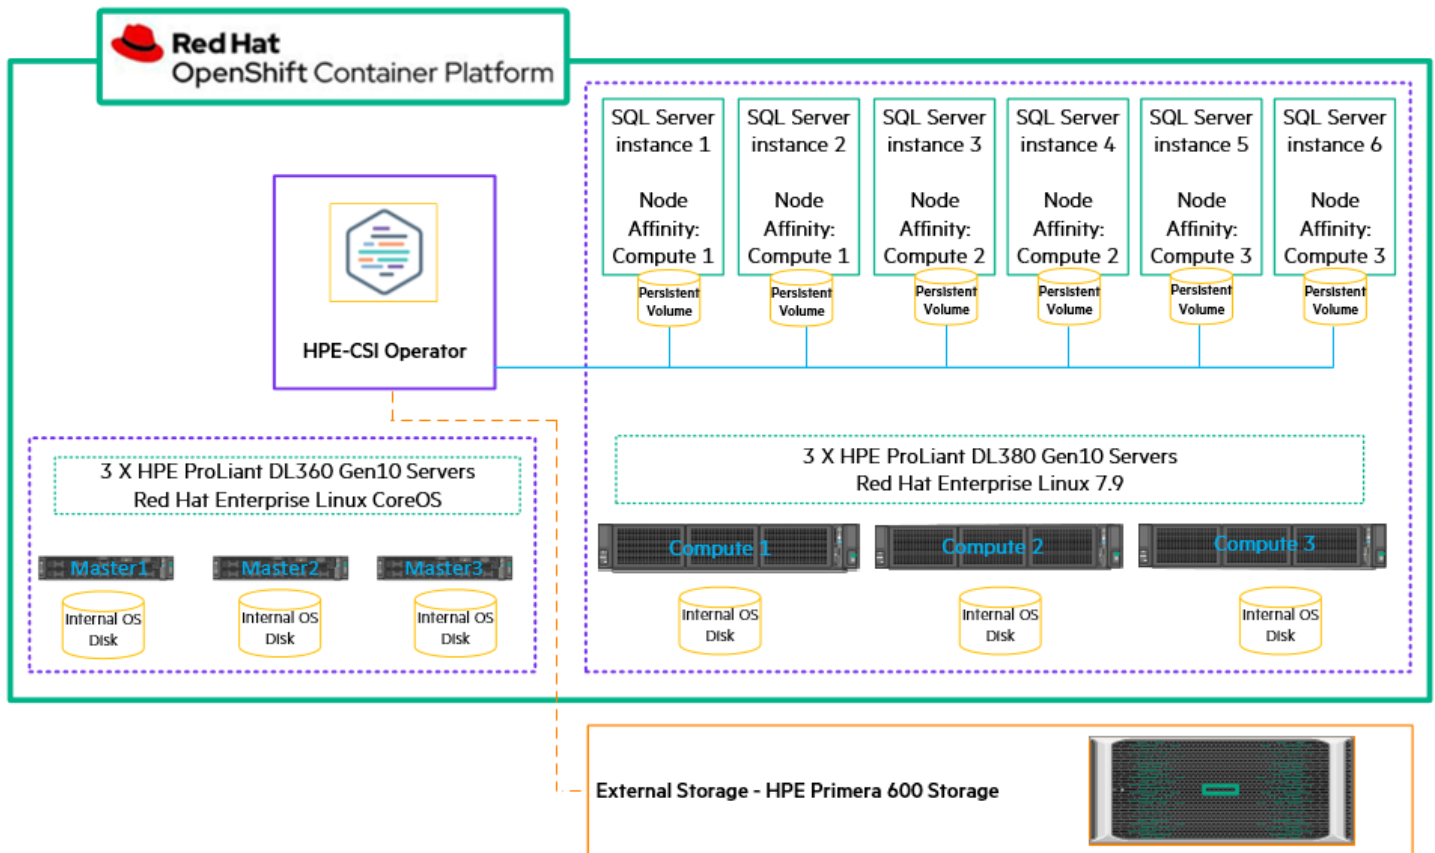 Red Hat
OpenShift Container Platform
SQL Server
instance 1
Node
Affinity:
Compute 1
Persistent
Volume
SQL Server
instance 2
Node
Affinity:
Compute 1
Persistent
Volume
SQL Server
instance 3
Node
Affinity:
Compute 2
Persistent
Volume
SQL Server
instance 4
Node
Affinity:
Compute 2
Persistent
Volume
SQL Server
instance 5
Node
Affinity:
Compute 3
Persistent
Volume
SQL Server
instance 6
Node
Affinity:
Compute 3
Persistent
Volume
HPE-CSI Operator
3 X HPE ProLiant DL360 Gen10 Servers
Red Hat Enterprise Linux CoreOS
Master1
Master2
Master3
Internal OS
Disk
Internal OS
Disk
Internal OS
Disk
3 X HPE ProLiant DL380 Gen10 Servers
Red Hat Enterprise Linux 7.9
Compute 1
Compute 2
Compute 3
Internal OS
Disk
Internal OS
Disk
Internal OS
Disk
External Storage - HPE Primera 600 Storage